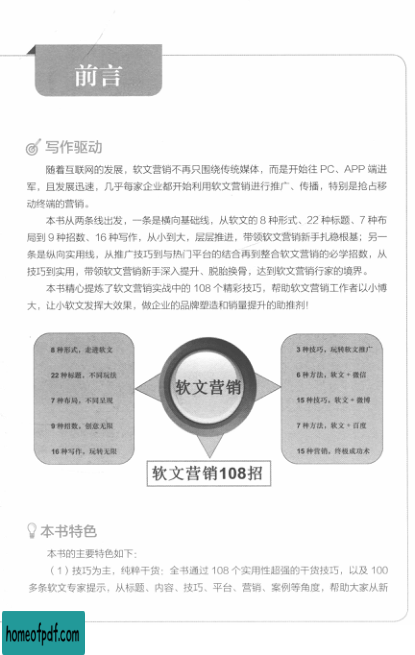 前言
写作驱动
随着互联网的发展，软文营销不再只围绕传统媒体，而是开始往 PC、APP 端进
军，且发展迅速，几乎每家企业都开始利用软文营销进行推广、传播，特别是抢占移
动终端的营销。
本书从两条线出发，一条是横向基础线，从软文的 8 种形式、22 种标题、7 种布
局到 9 种招数、16 种写作，从小到大，层层推进，带领软文营销新手扎稳根基；另一
条是纵向实用线，从推广技巧到与热门平台的结合再到整合软文营销的必学招数，从
技巧到实用，带领软文营销新手深入提升、脱胎换骨，达到软文营销行家的境界。
本书精心提炼了软文营销实战中的 108 个精彩技巧，帮助软文营销工作者以小博
大，让小软文发挥大效果，做企业的品牌塑造和销量提升的助推剂！
8 种形式，走进软文
22 种标题，不同玩法
7 种布局，不同呈现
9 种招数，创意无限
16 种写作，玩转无限
软文营销
3 种技巧，玩转软文推广
6 种方法，软文+微信
15 种技巧，软文+微博
7 种方法，软文+百度
15 种营销，终极成功术
软文营销108招
本书特色
本书的主要特色如下：
（1）技巧为主，纯粹干货：全书通过 108 个实用性超强的干货技巧，以及 100
多条软文专家提示，从标题、内容、技巧、平台、营销、案例等角度，帮助大家从新
homeofpdf.com